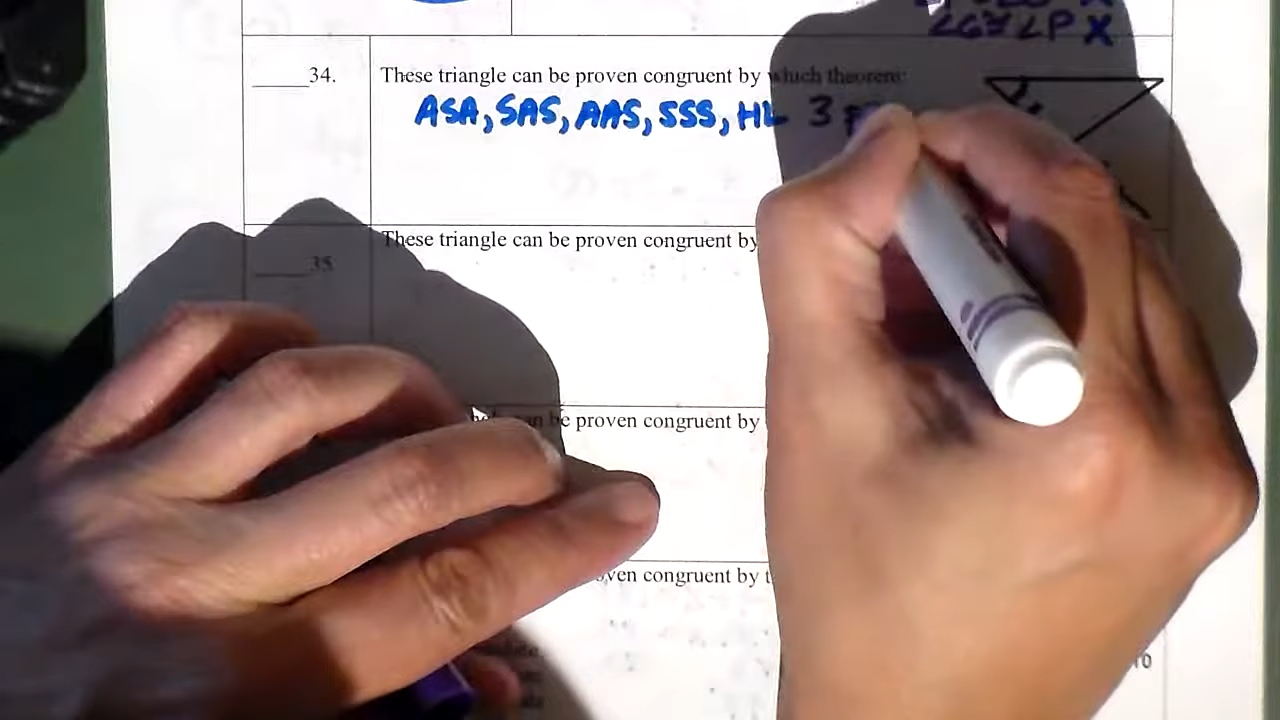 ∠G≅∠P X
34. These triangle can be proven congruent by which theorem:
ASA, SAS, AAS, SSS, HL 3
These triangle can be proven congruent by
35
can be proven congruent by
congruent by